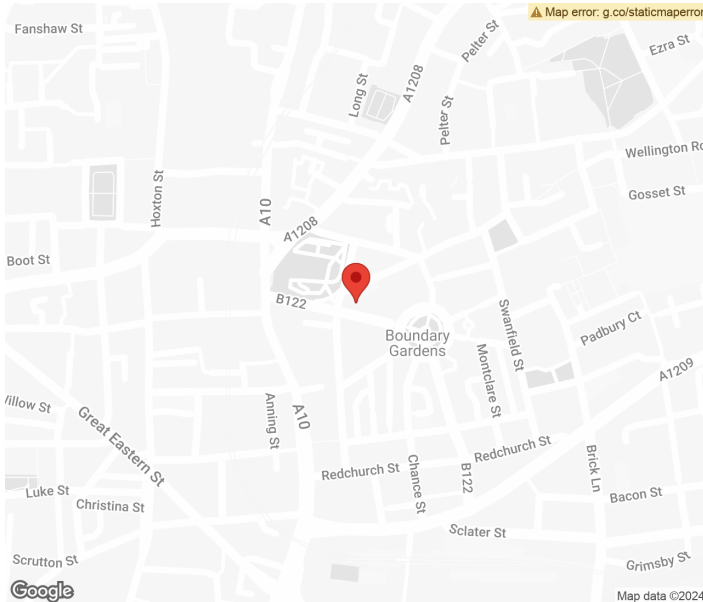 Map error: g.co/staticmaperror
Fanshaw St
Pelter St
Ezra St
Long St
A1208
Pelter St
Wellington Ro
Hoxton St
Gosset St
A10
A1208
Boot St
B122
Swanfield St
Padbury Ct
Boundary
Gardens
Montclare St
A1209
Willow St
Anning St
A10
Great Eastern St
Redchurch St
Redchurch St
Chance St
B122
Brick Ln
Luke St
Christina St
Bacon St
Sclater St
Scrutton St
Grimsby St
Google
Map data ©2024